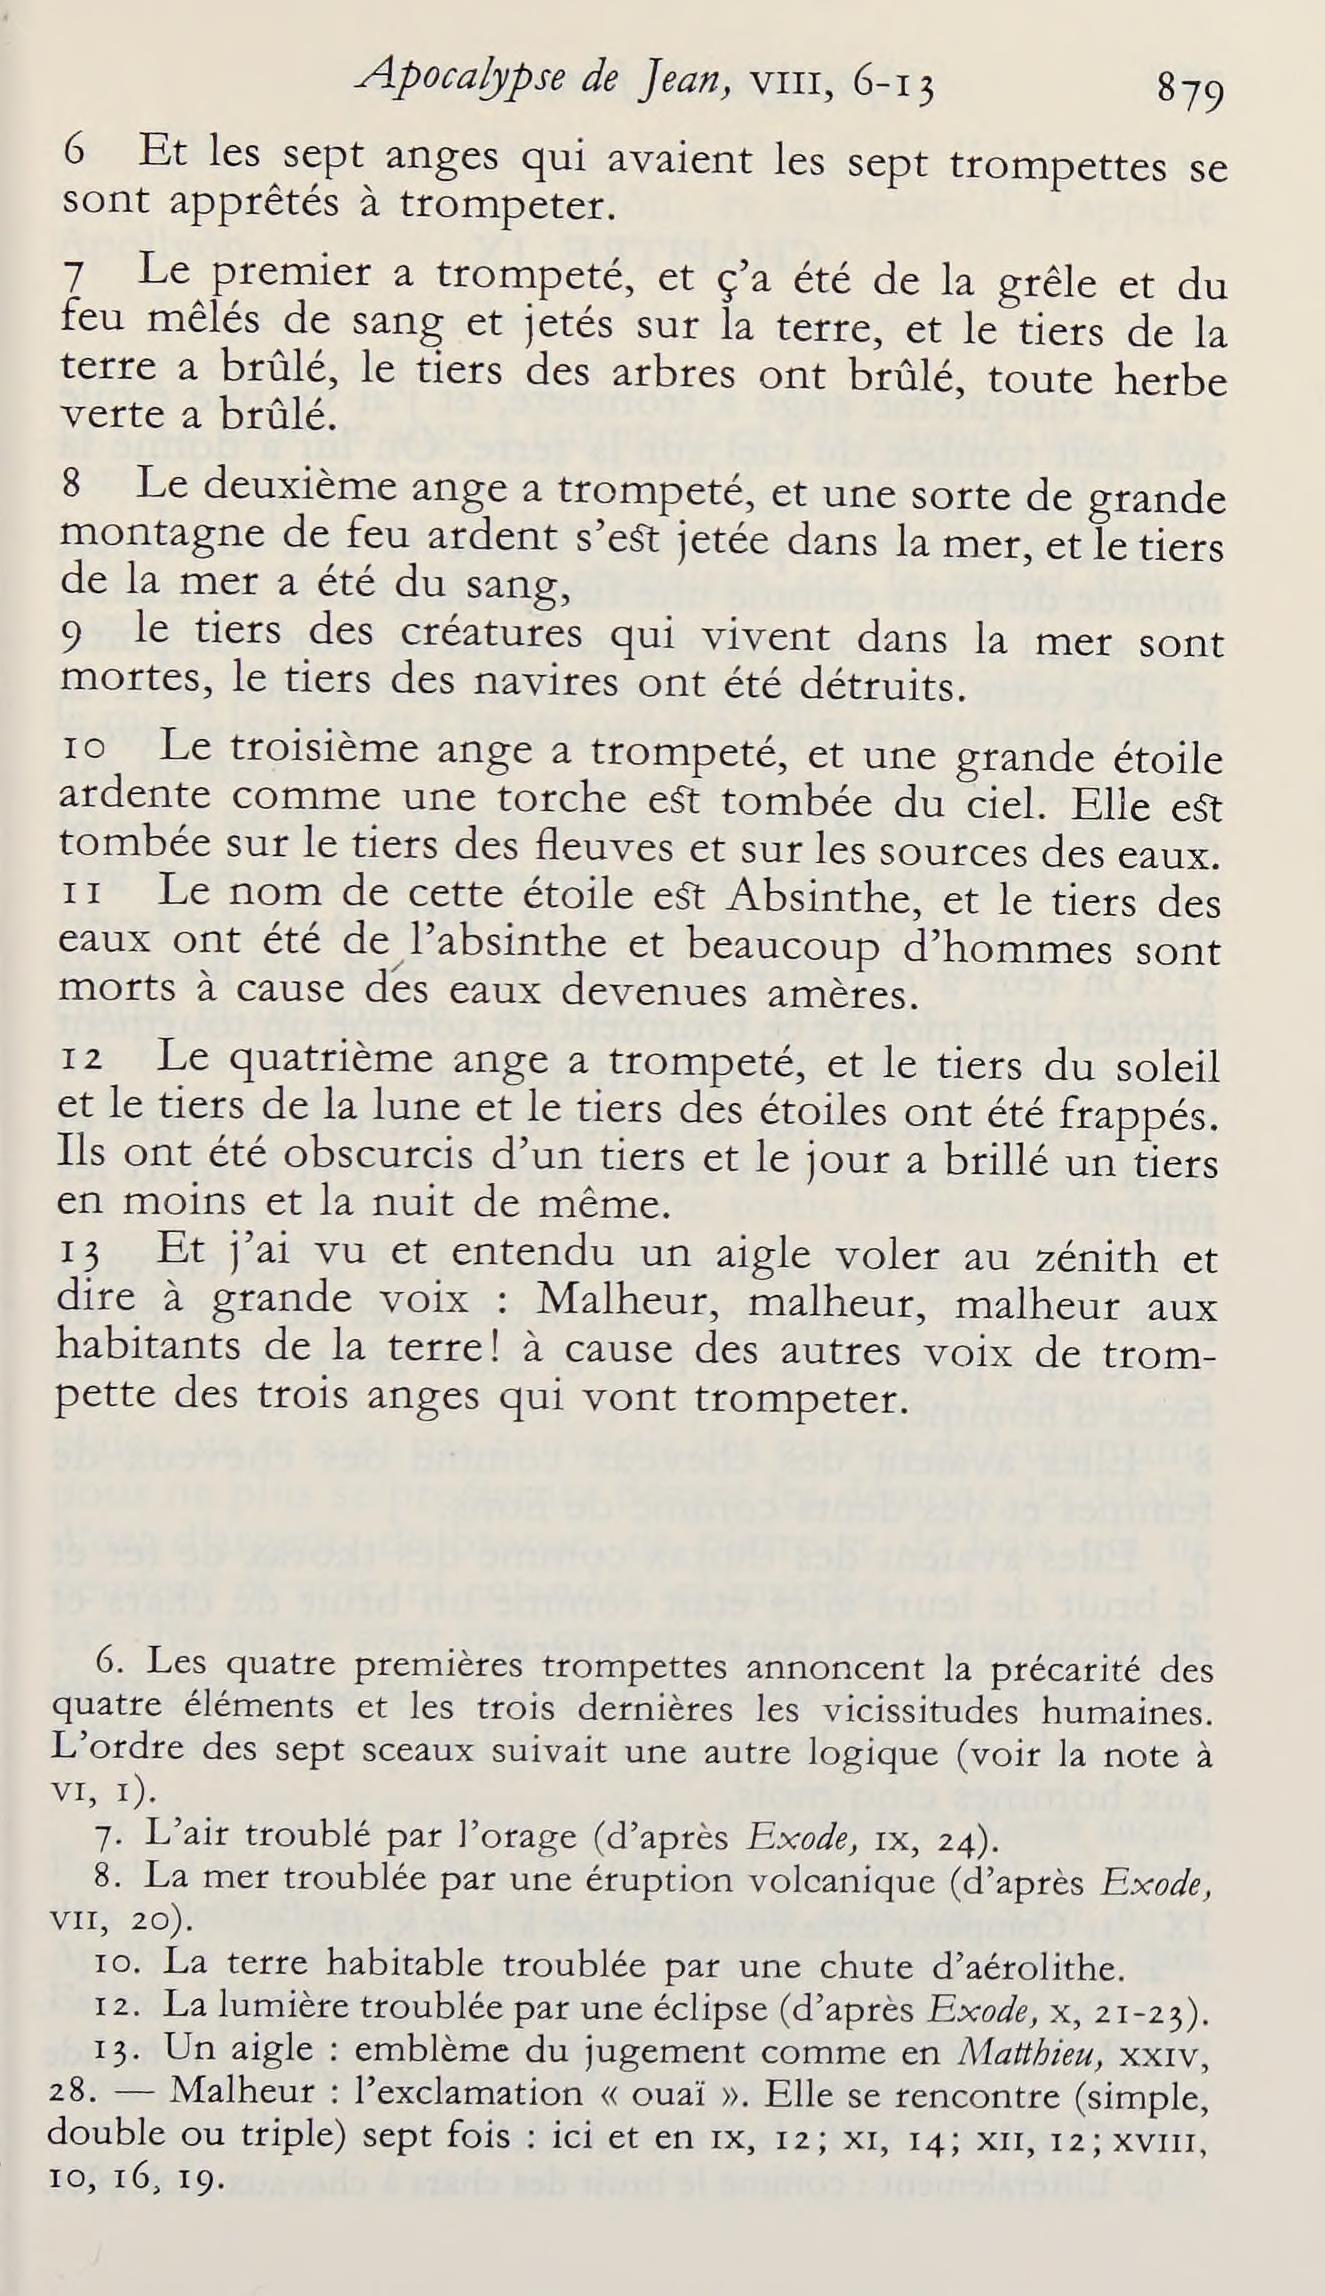 Apocalypse de Jean, VIII, 6-13 879
6 Et les sept anges qui avaient les sept trompettes se
sont apprêtés à trompeter.
7 Le premier a trompeté, et ç’a été de la grêle et du
feu mêlés de sang et jetés sur la terre, et le tiers de la
terre a brûlé, le tiers des arbres ont brûlé, toute herbe
verte a brûlé.
8 Le deuxième ange a trompeté, et une sorte de grande
montagne de feu ardent s’est jetée dans la mer, et le tiers
de la mer a été du sang,
9 le tiers des créatures qui vivent dans la mer sont
mortes, le tiers des navires ont été détruits.
10 Le troisième ange a trompeté, et une grande étoile
ardente comme une torche est tombée du ciel. Elle est
tombée sur le tiers des fleuves et sur les sources des eaux.
11 Le nom de cette étoile est Absinthe, et le tiers des
eaux ont été de l’absinthe et beaucoup d’hommes sont
morts à cause des eaux devenues amères.
12 Le quatrième ange a trompeté, et le tiers du soleil
et le tiers de la lune et le tiers des étoiles ont été frappés.
Ils ont été obscurcis d’un tiers et le jour a brillé un tiers
en moins et la nuit de même.
13 Et j’ai vu et entendu un aigle voler au zénith et
dire à grande voix : Malheur, malheur, malheur aux
habitants de la terre! à cause des autres voix de trom-
pette des trois anges qui vont trompeter.
6. Les quatre premières trompettes annoncent la précarité des
quatre éléments et les trois dernières les vicissitudes humaines.
L’ordre des sept sceaux suivait une autre logique (voir la note à
VI, 1).
7. L’air troublé par l’orage (d’après Exode, IX, 24).
8. La mer troublée par une éruption volcanique (d’après Exode,
VII, 20).
10. La terre habitable troublée par une chute d’aérolithe.
12. La lumière troublée par une éclipse (d’après Exode, X, 21-23).
13. Un aigle : emblème du jugement comme en Matthieu, XXIV,
28. — Malheur : l’exclamation « ouaï ». Elle se rencontre (simple,
double ou triple) sept fois : ici et en IX, 12; XI, 14; XII, 12; XVIII,
10, 16, 19.